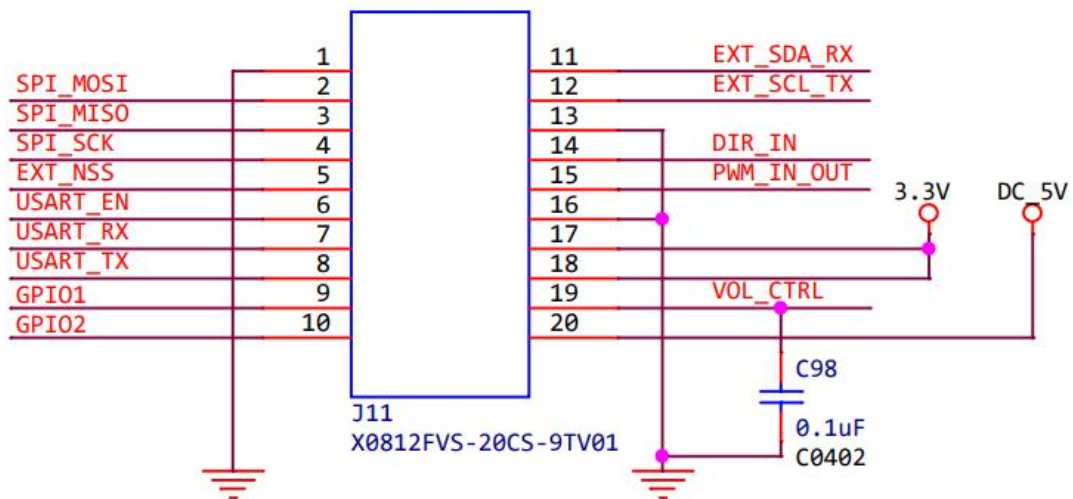 1
SPI_MOSI 2
SPI_MISO 3
SPI_SCK 4
EXT_NSS 5
USART_EN 6
USART_RX 7
USART_TX 8
GPIO1 9
GPIO2 10
11 EXT_SDA_RX
12 EXT_SCL_TX
13
14 DIR_IN
15 PWM_IN_OUT
16
17
18
19 VOL_CTRL
20
3.3V
DC_5V
C98
0.1uF
C0402
J11
X0812FVS-20CS-9TV01